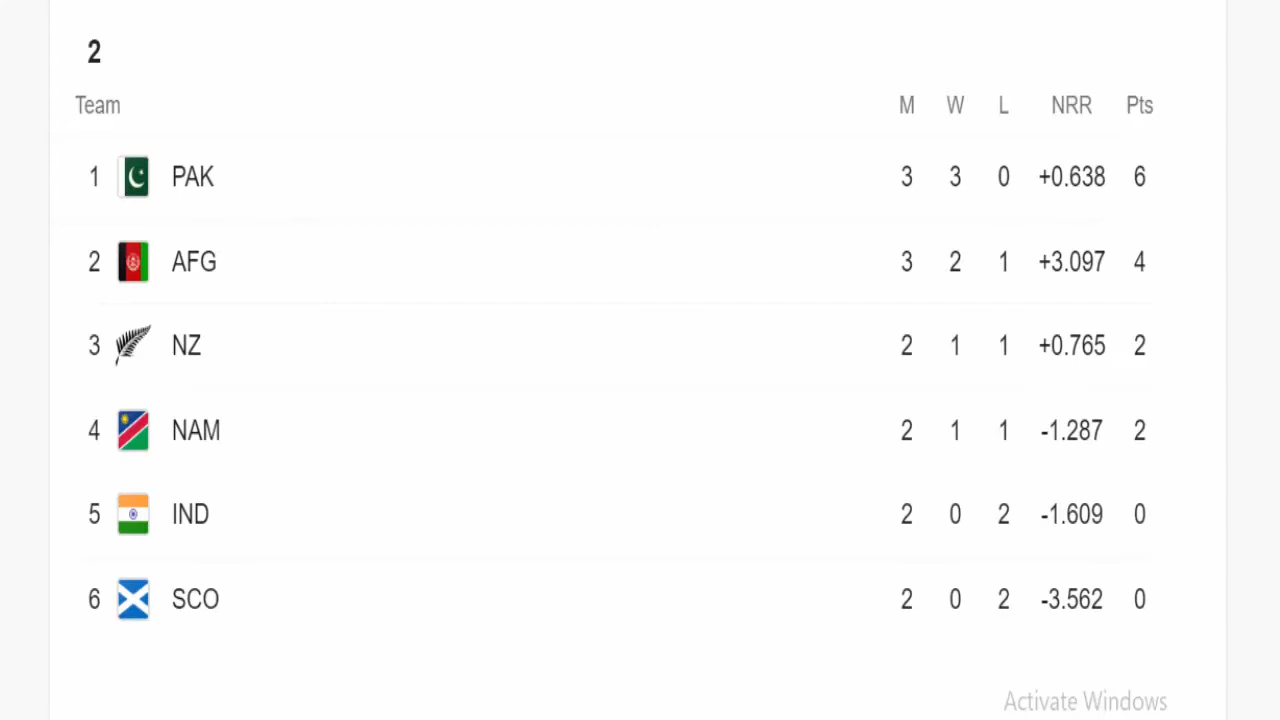 2
Team M W L NRR Pts
1 PAK 3 3 0 +0.638 6
2 AFG 3 2 1 +3.097 4
3 NZ 2 1 1 +0.765 2
4 NAM 2 1 1 -1.287 2
5 IND 2 0 2 -1.609 0
6 SCO 2 0 2 -3.562 0
Activate Windows